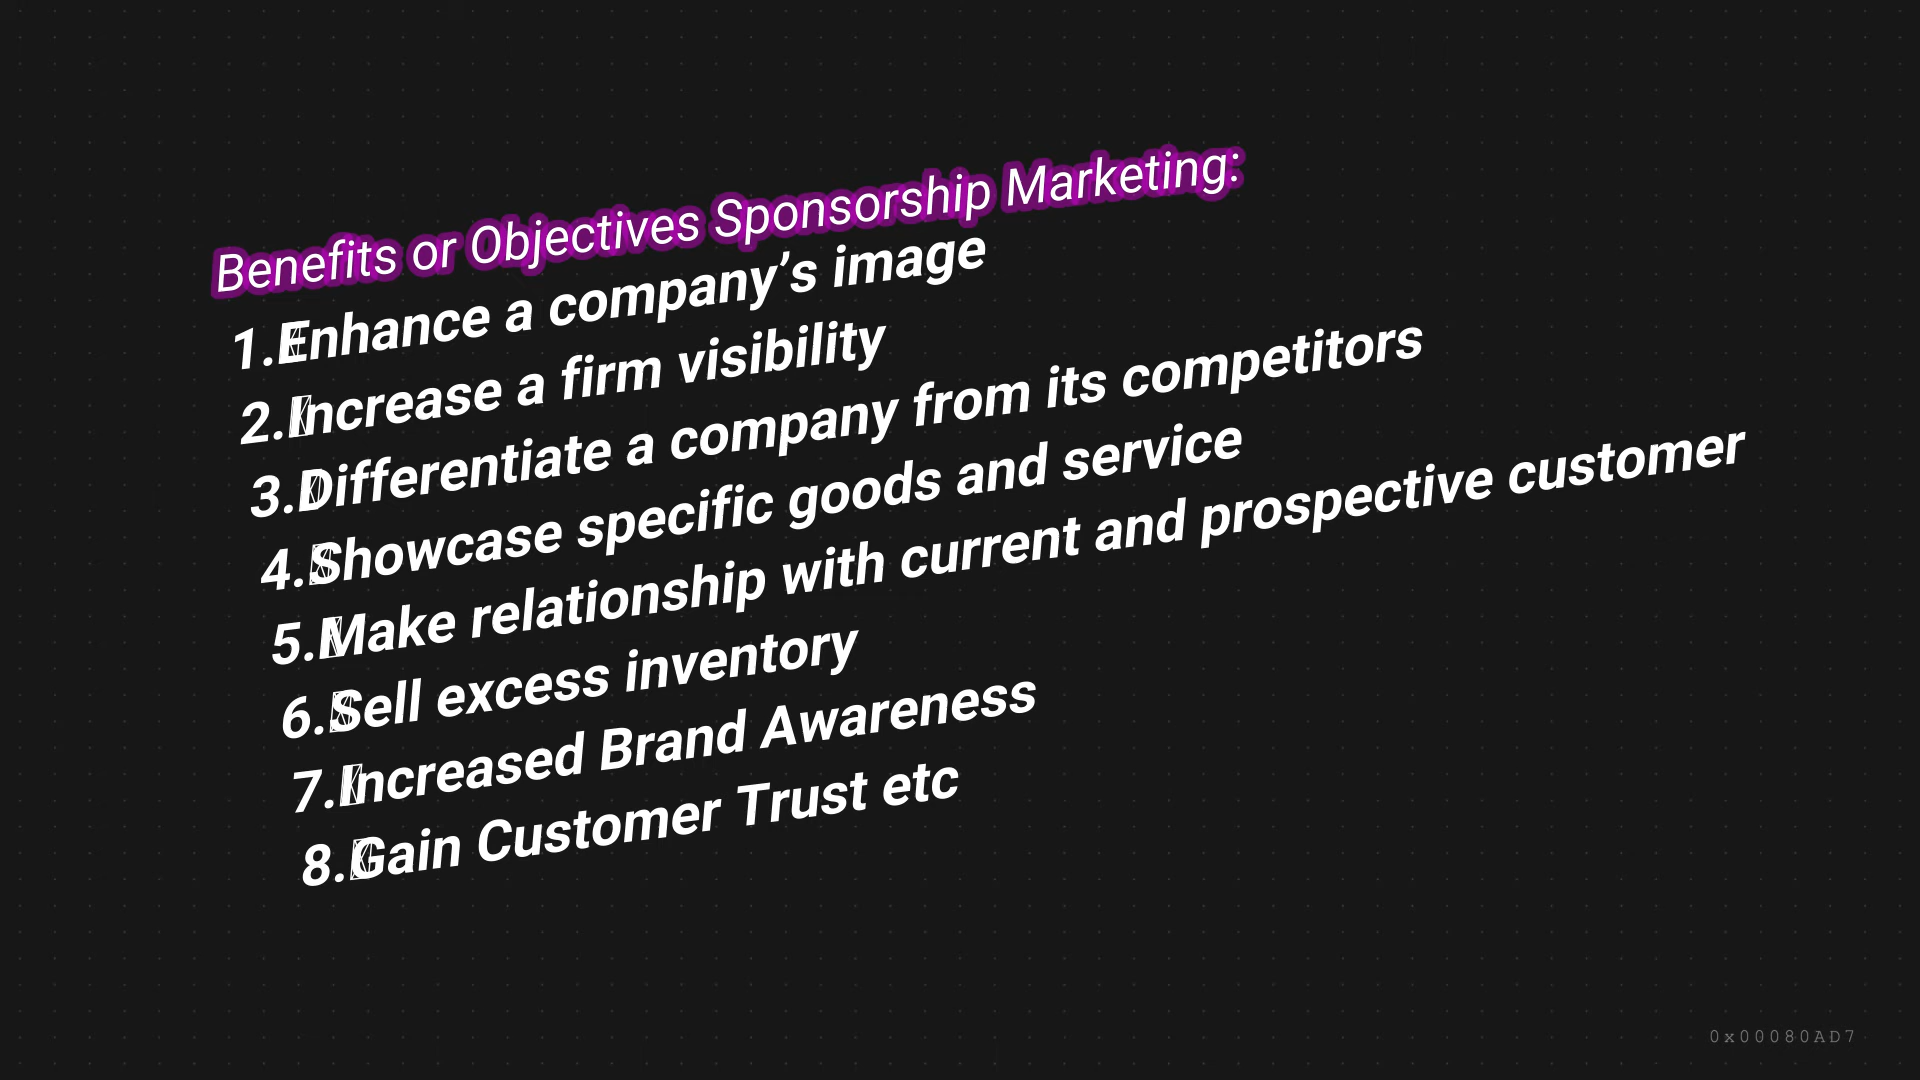 Benefits or Objectives Sponsorship Marketing:
1.Enhance a company’s image
2.Increase a firm visibility
3.Differentiate a company from its competitors
4.Showcase specific goods and service
5.Make relationship with current and prospective customer
6.Sell excess inventory
7.Increased Brand Awareness
8.Gain Customer Trust etc
0x00080AD7